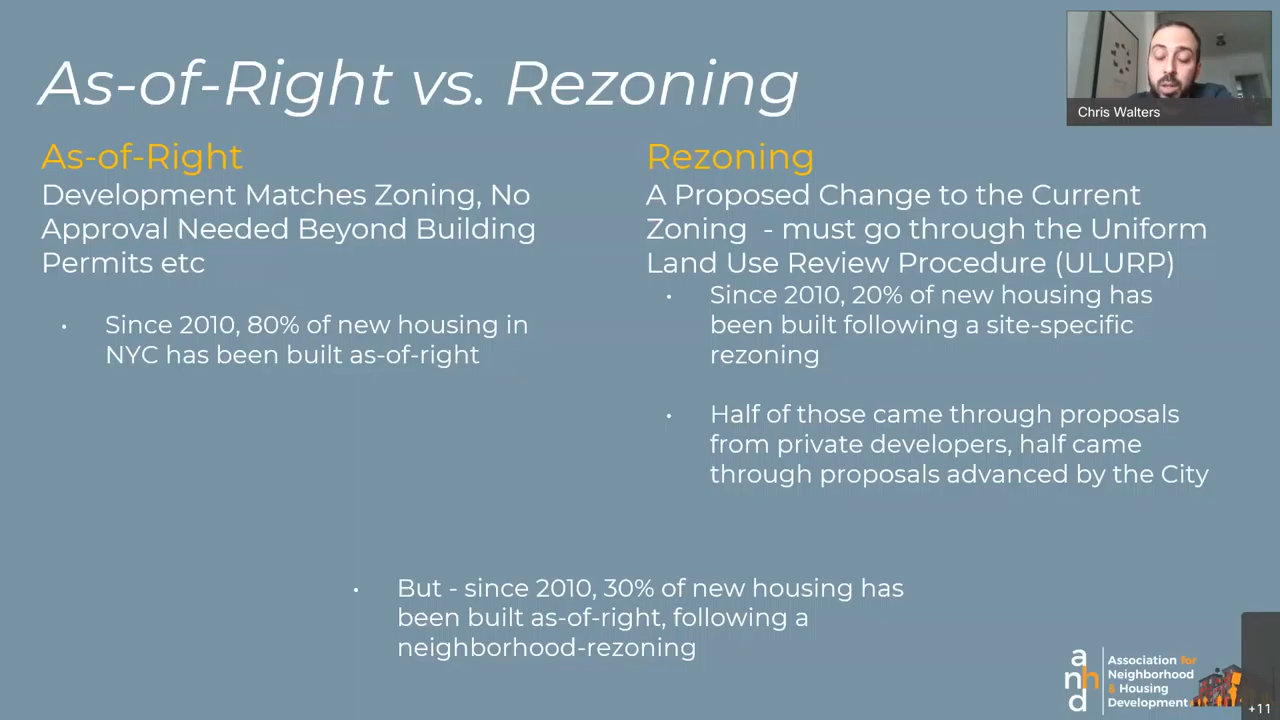 As-of-Right vs. Rezoning
Chris Walters
As-of-Right
Development Matches Zoning, No
Approval Needed Beyond Building
Permits etc
• Since 2010, 80% of new housing in
NYC has been built as-of-right
Rezoning
A Proposed Change to the Current
Zoning - must go through the Uniform
Land Use Review Procedure (ULURP)
• Since 2010, 20% of new housing has
been built following a site-specific
rezoning
• Half of those came through proposals
from private developers, half came
through proposals advanced by the City
• But - since 2010, 30% of new housing has
been built as-of-right, following a
neighborhood-rezoning
a
nh
d
Association for
Neighborhood
& Housing
Development
+11